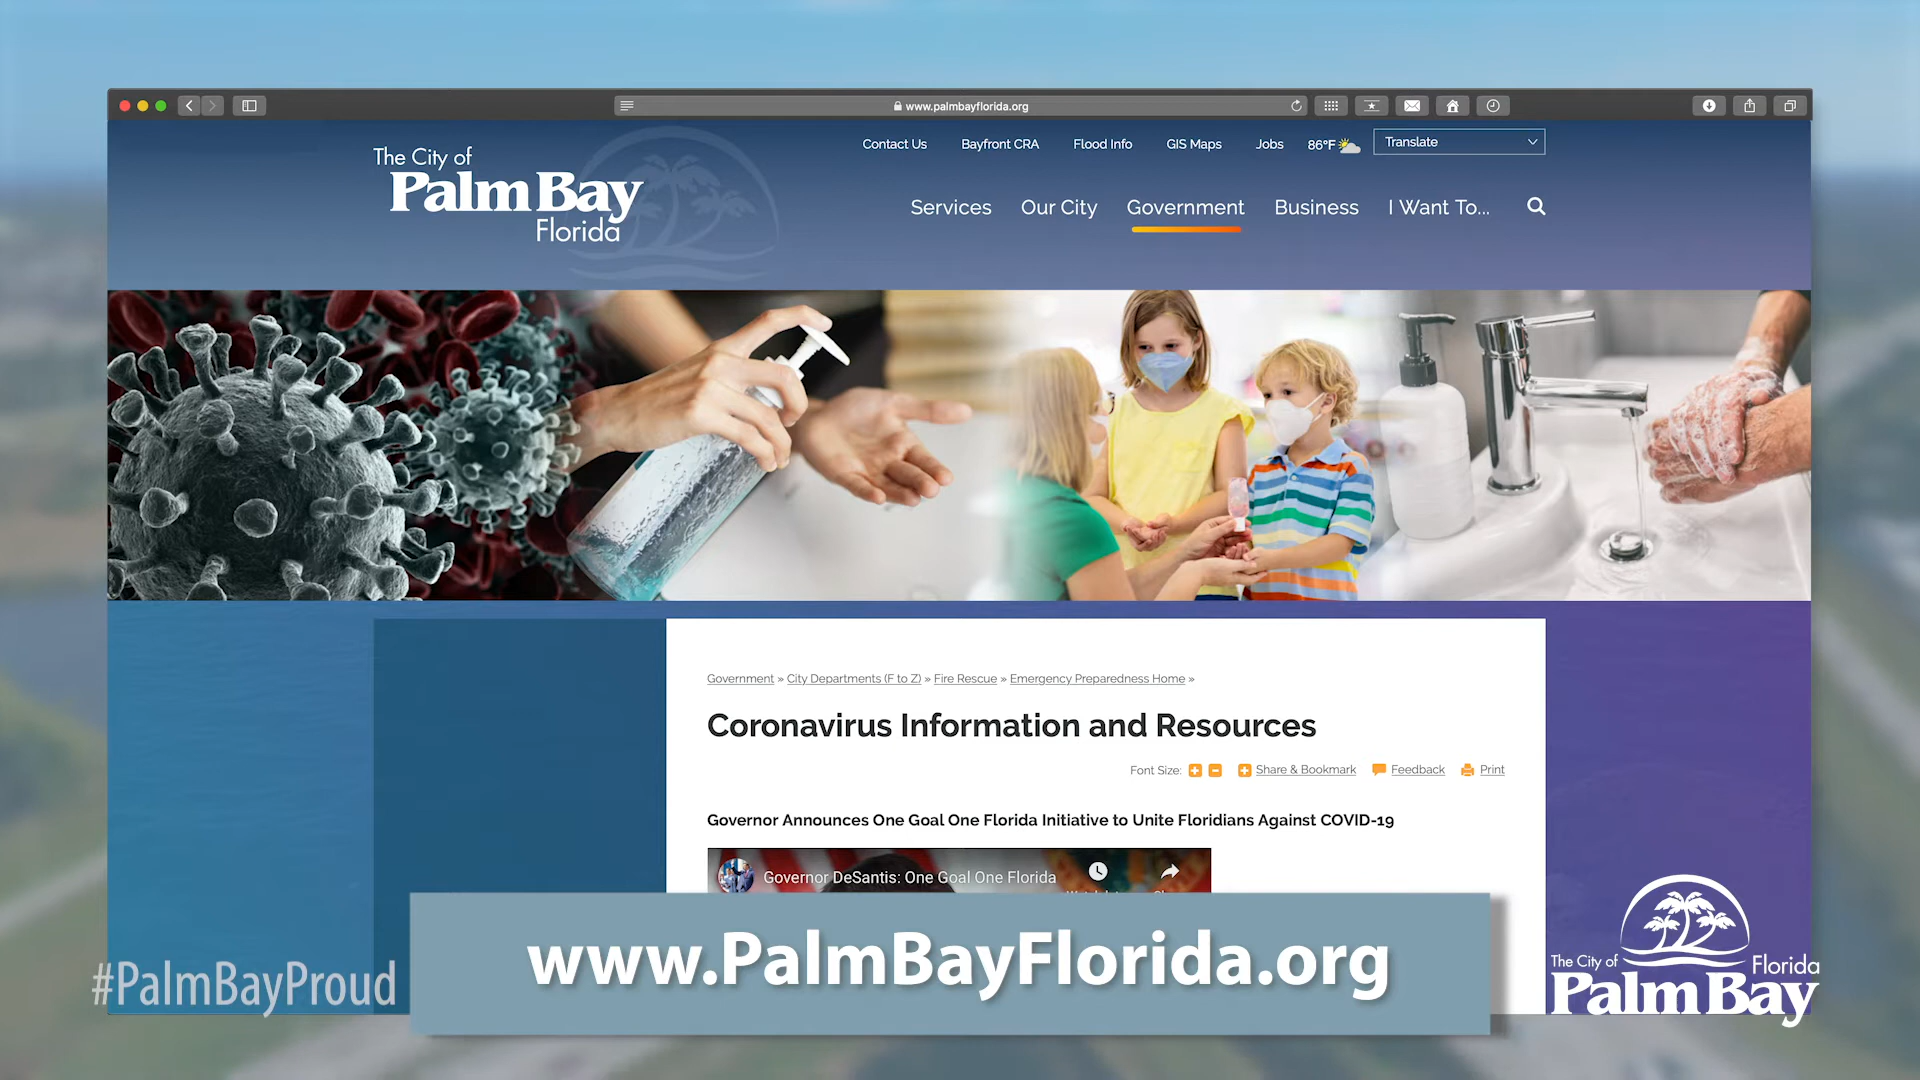 www.palmbayflorida.org
Contact Us Bayfront CRA Flood Info GIS Maps Jobs 86°F Translate
The City of
Palm Bay
Florida
Services Our City Government Business I Want To...
Government » City Departments (F to Z) » Fire Rescue » Emergency Preparedness Home »
Coronavirus Information and Resources
Font Size: Share & Bookmark Feedback Print
Governor Announces One Goal One Florida Initiative to Unite Floridians Against COVID-19
Governor DeSantis: One Goal One Florida
www.PalmBayFlorida.org
#PalmBayProud
The City of Florida
Palm Bay